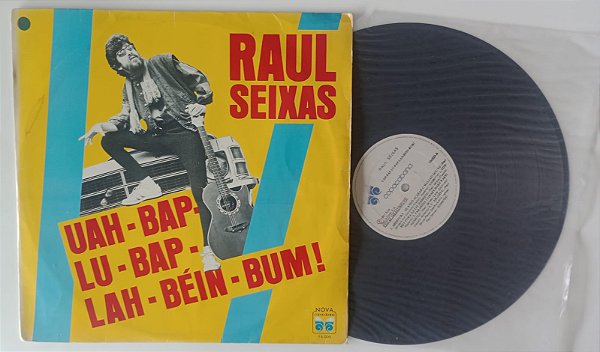 RAUL
SEIXAS
UAH - BAP-
LU - BAP -
LAH - BÉIN - BUM!
NOVA
RAUL SEIXAS
copacabana